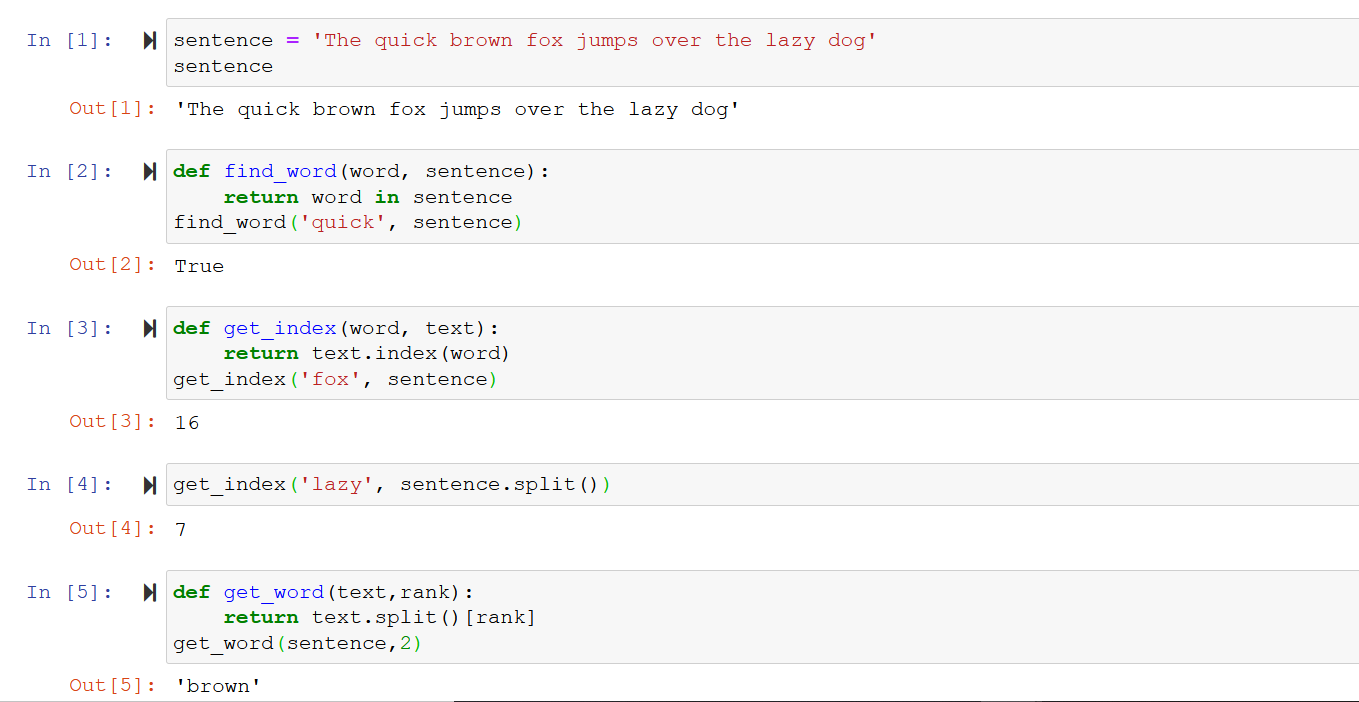 In [1]: sentence = 'The quick brown fox jumps over the lazy dog'
sentence
Out[1]: 'The quick brown fox jumps over the lazy dog'
In [2]: def find_word(word, sentence):
    return word in sentence
find_word('quick', sentence)
Out[2]: True
In [3]: def get_index(word, text):
    return text.index(word)
get_index('fox', sentence)
Out[3]: 16
In [4]: get_index('lazy', sentence.split())
Out[4]: 7
In [5]: def get_word(text,rank):
    return text.split()[rank]
get_word(sentence,2)
Out[5]: 'brown'